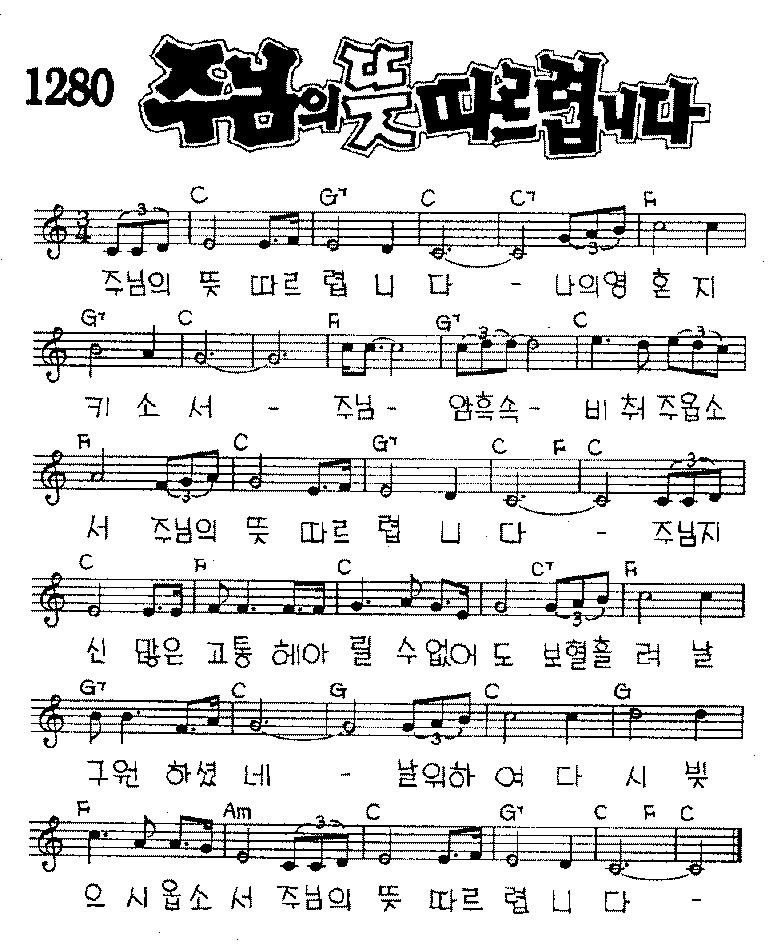 1280 주님의 뜻 따르렵니다
C G7 C C7 F
주님의 뜻 따르 렵 니 다 - 나의영 혼 지
G7 C F G7 C
키 소 서 - 주님 - 암흑속 - 비 춰 주옵소
F C G7 C F C
서 주님의 뜻 따르 렵 니 다 - 주님지
C F C C7 F
신 많은 고통 헤아 릴 수없어 도 보혈흘 려 날
G7 C G C G
구원 하셨 네 - 날위하 여 다 시 빚
F Am C G7 C F C
으 시옵소 서 주님의 뜻 따르 렵 니 다 -